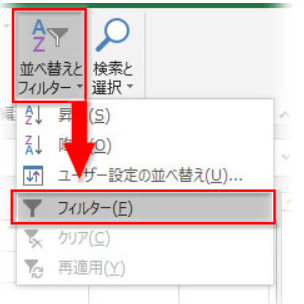 並べ替えと
フィルター
検索と
選択
(S)
(O)
ユーザー設定の並べ替え(U)...
フィルター(F)
クリア(C)
再適用(Y)